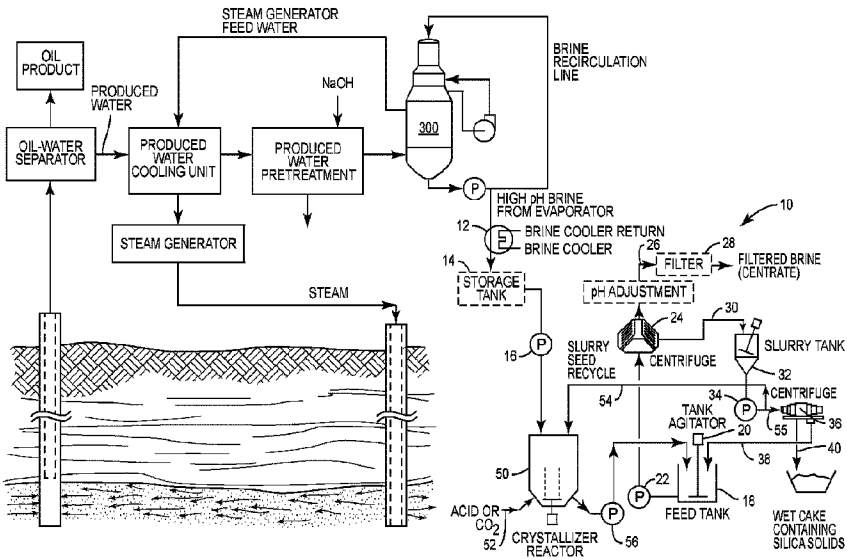 STEAM GENERATOR
FEED WATER
OIL
PRODUCT
PRODUCED
WATER
OIL-WATER
SEPARATOR
PRODUCED
WATER
COOLING UNIT
NaOH
PRODUCED
WATER
PRETREATMENT
300
BRINE
RECIRCULATION
LINE
P
HIGH pH BRINE
FROM EVAPORATOR
STEAM GENERATOR
12
BRINE COOLER RETURN
BRINE COOLER
10
14
STORAGE
TANK
26
28
FILTER
FILTERED BRINE
(CENTRATE)
STEAM
pH ADJUSTMENT
16
P
24
30
SLURRY
SEED
RECYCLE
CENTRIFUGE
SLURRY TANK
32
54
34
P
CENTRIFUGE
55
36
TANK
AGITATOR
20
50
38
40
22
P
18
ACID OR
CO2
52
CRYSTALLIZER
REACTOR
P
56
FEED TANK
WET CAKE
CONTAINING
SILICA SOLIDS